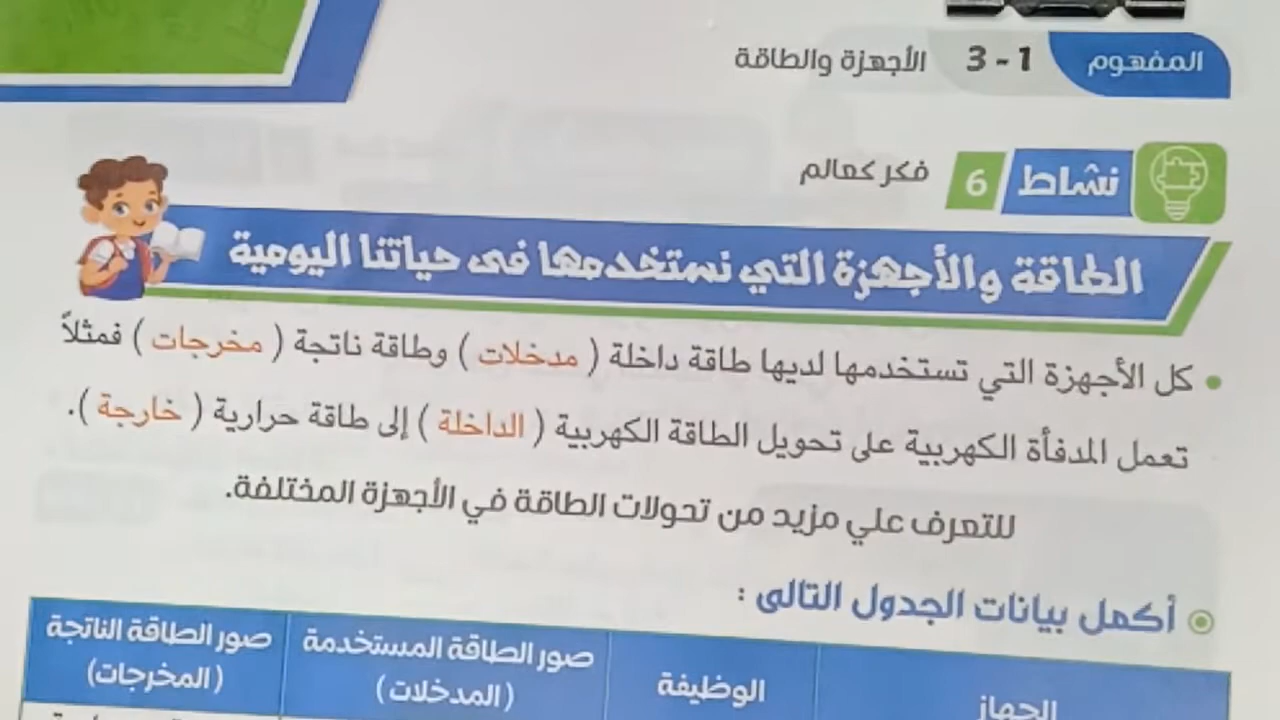 المفهوم 1 - 3 الأجهزة والطاقة
نشاط 6 فكر كعالم
الطاقة والأجهزة التي نستخدمها فى حياتنا اليومية
• كل الأجهزة التي تستخدمها لديها طاقة داخلة ( مدخلات ) وطاقة ناتجة ( مخرجات ) فمثلاً
تعمل المدفأة الكهربية على تحويل الطاقة الكهربية ( الداخلة ) إلى طاقة حرارية ( خارجة ).
للتعرف علي مزيد من تحولات الطاقة في الأجهزة المختلفة.
أكمل بيانات الجدول التالى :
الجهاز
الوظيفة
صور الطاقة المستخدمة
(المدخلات)
صور الطاقة الناتجة
(المخرجات)